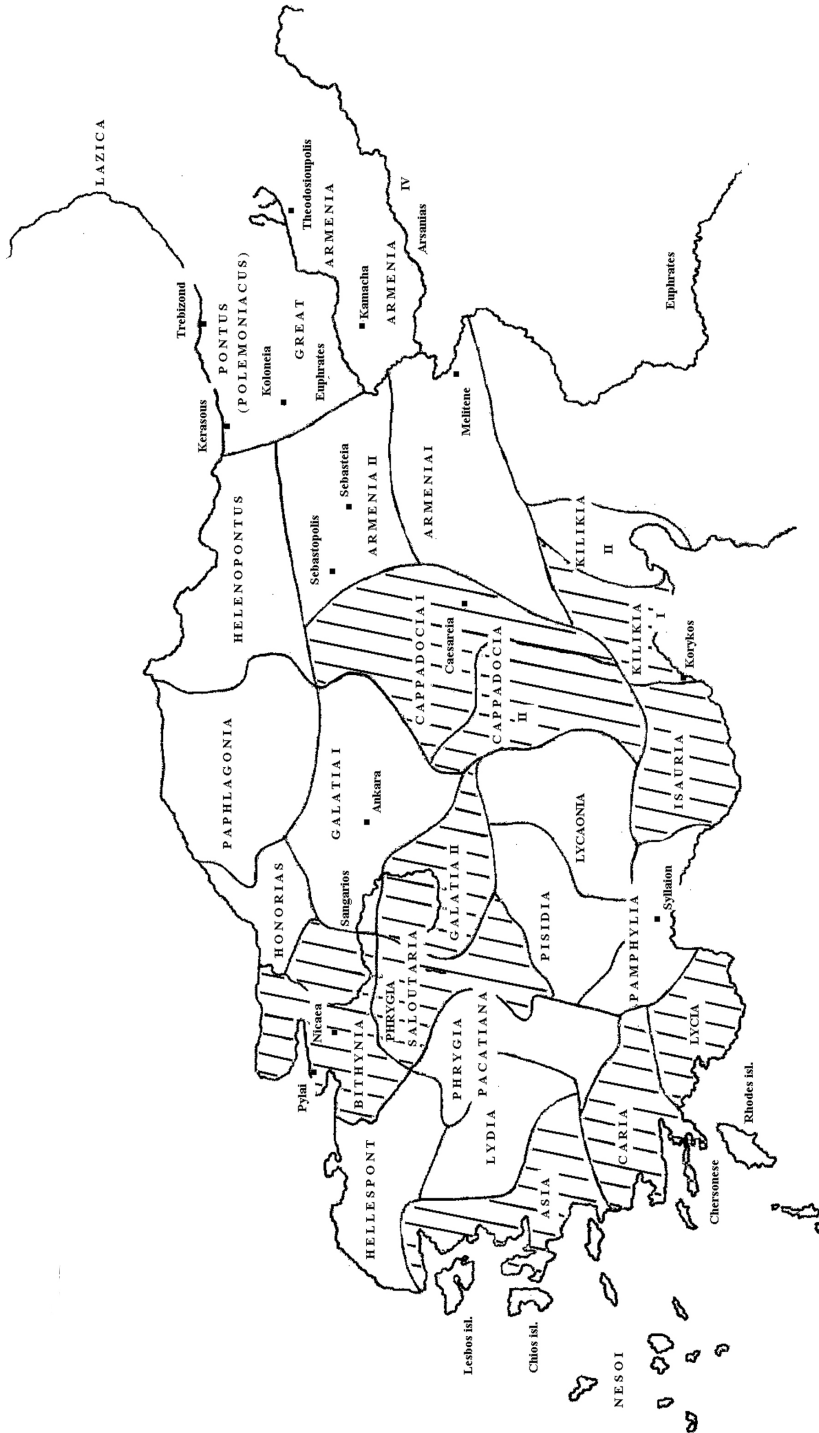 LAZICA
Trebizond
Kerasous
PONTUS
(POLEMONIACUS)
Koloneia
GREAT
ARMENIA
Euphrates
Theodosioupolis
Kamacha
ARMENIA
IV
Arsanias
HELENOPONTUS
Sebastopolis
Sebasteia
ARMENIA II
ARMENIA I
Melitene
Euphrates
PAPHLAGONIA
HONORIAS
GALATIA I
Ankara
Sangarios
CAPPADOCIA I
Caesareia
CAPPADOCIA
II
KILIKIA
II
KILIKIA
I
Korykos
ISAURIA
LYCAONIA
GALATIA II
PISIDIA
PAMPHYLIA
Syllaion
Pylai
Nicaea
BITHYNIA
PHRYGIA
SALOUTARIA
PHRYGIA
PACATIANA
HELLESPONT
LYDIA
ASIA
CARIA
LYCIA
Rhodes isl.
Chersonese
Lesbos isl.
Chios isl.
NESOI